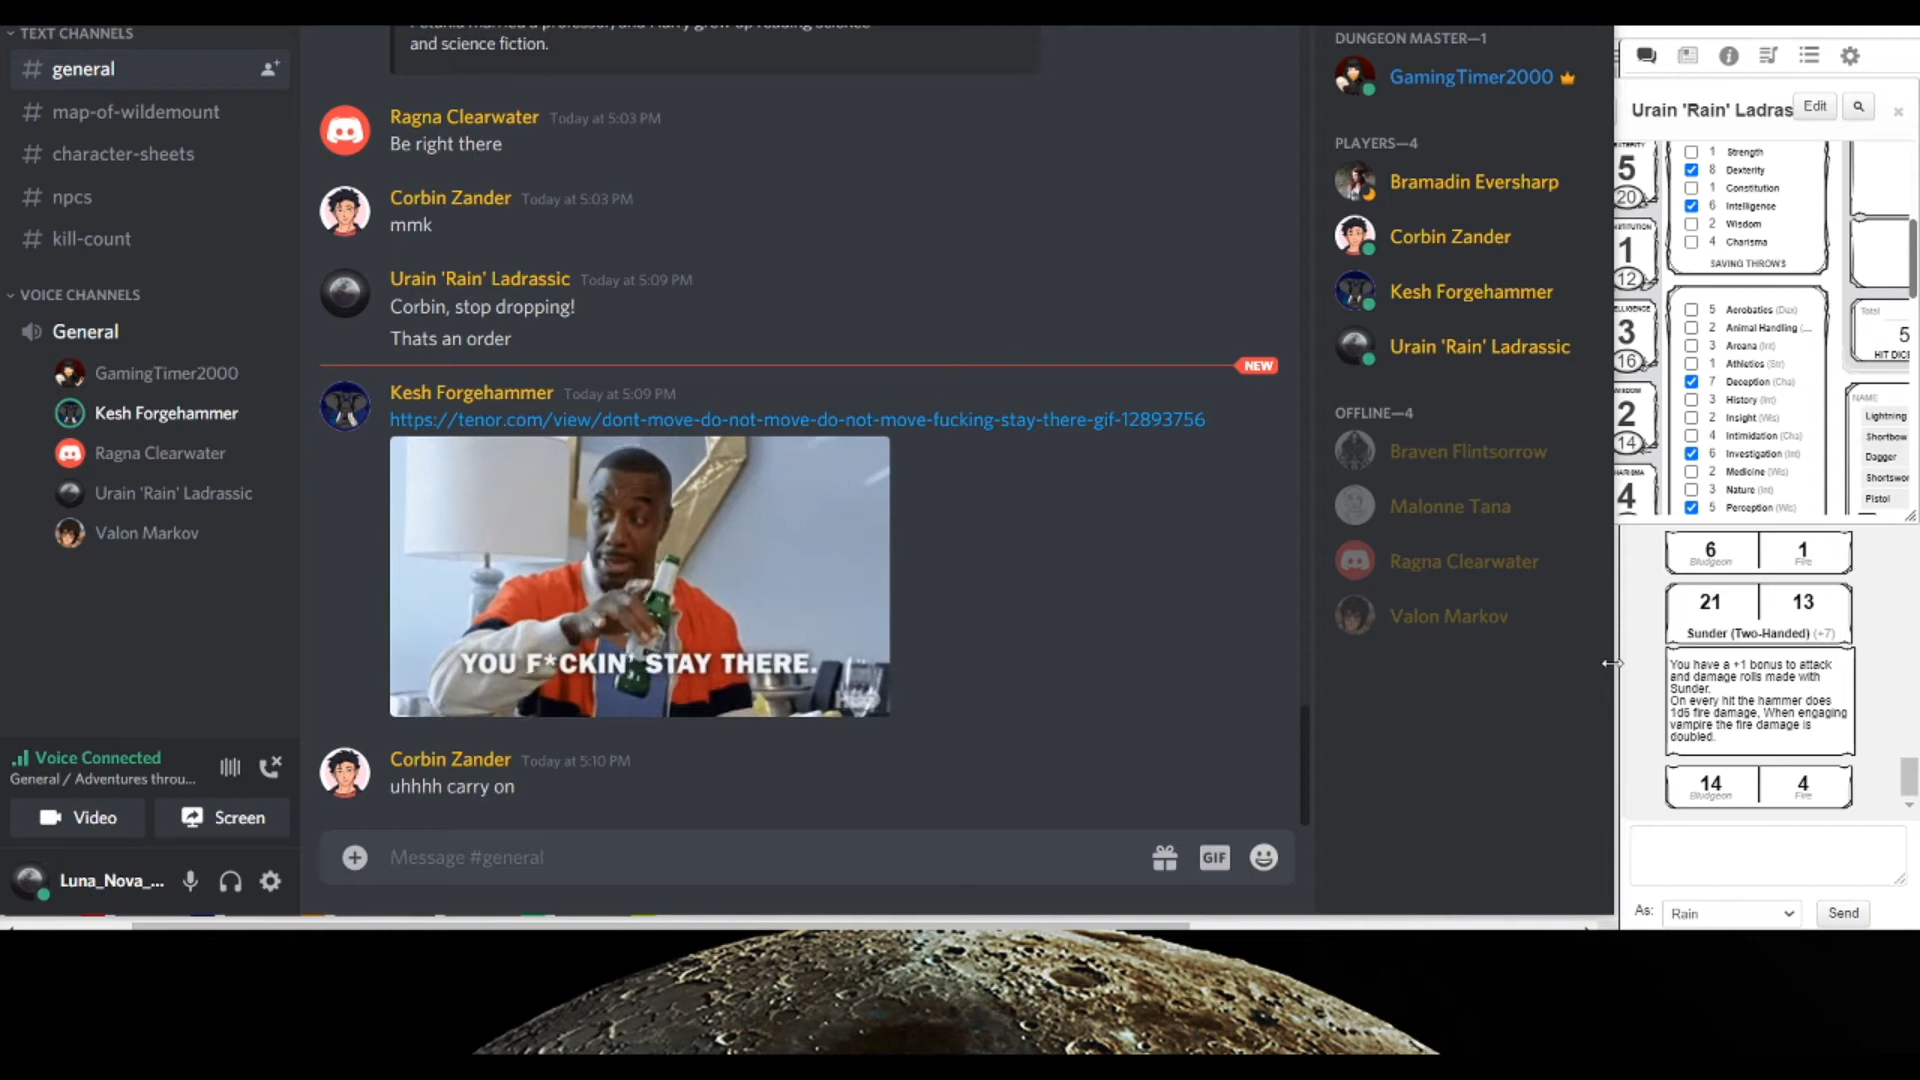 TEXT CHANNELS
# general
# map-of-wildemount
# character-sheets
# npcs
# kill-count
VOICE CHANNELS
General
GamingTimer2000
Kesh Forgehammer
Ragna Clearwater
Urain 'Rain' Ladrassic
Valon Markov
Voice Connected
General / Adventures throu...
Video
Screen
Luna_Nova_...
and science fiction.
Ragna Clearwater Today at 5:03 PM
Be right there
Corbin Zander Today at 5:03 PM
mmk
Urain 'Rain' Ladrassic Today at 5:09 PM
Corbin, stop dropping!
Thats an order
NEW
Kesh Forgehammer Today at 5:09 PM
https://tenor.com/view/dont-move-do-not-move-do-not-move-fucking-stay-there-gif-12893756
YOU F*CKIN' STAY THERE.
Corbin Zander Today at 5:10 PM
uhhhh carry on
Message #general
GIF
DUNGEON MASTER—1
GamingTimer2000
PLAYERS—4
Bramadin Eversharp
Corbin Zander
Kesh Forgehammer
Urain 'Rain' Ladrassic
OFFLINE—4
Braven Flintsorrow
Malonne Tana
Ragna Clearwater
Valon Markov
Urain 'Rain' Ladras
Edit
5
20
1
12
3
16
2
14
4
1 Strength
8 Dexterity
1 Constitution
6 Intelligence
2 Wisdom
4 Charisma
SAVING THROWS
5 Acrobatics (Dex)
2 Animal Handling (...
3 Arcana (Int)
1 Athletics (Str)
7 Deception (Cha)
3 History (Int)
2 Insight (Wis)
4 Intimidation (Cha)
6 Investigation (Int)
2 Medicine (Wis)
3 Nature (Int)
5 Perception (Wis)
Total
5
HIT DICE
NAME
Lightning
Shortbow
Dagger
Shortswor
Pistol
6 1
Bludgeon Fire
21 13
Sunder (Two-Handed) (+7)
You have a +1 bonus to attack
and damage rolls made with
Sunder.
On every hit the hammer does
1d6 fire damage, When engaging
vampire the fire damage is
doubled.
14 4
Bludgeon Fire
As: Rain
Send